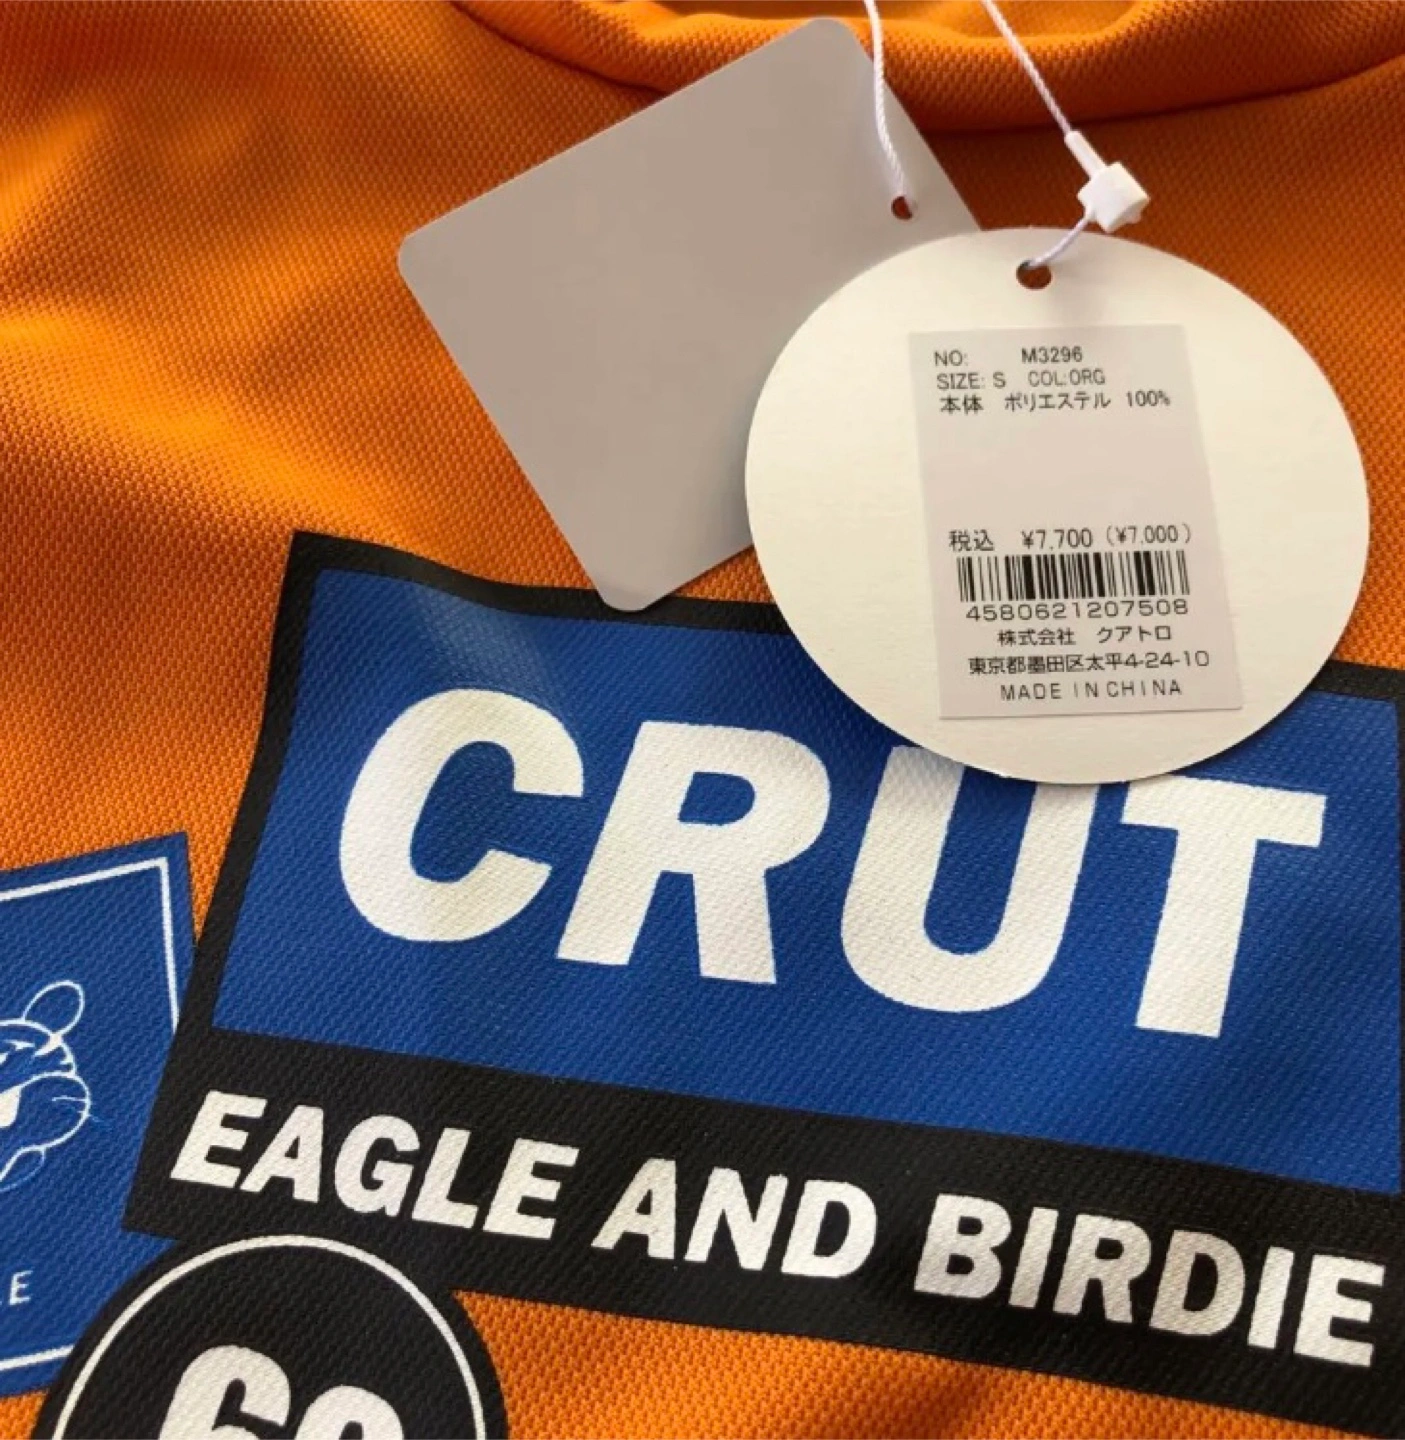 NO: M3296
SIZE: S COL:ORG
本体 ポリエステル 100%
税込 ¥7,700 (¥7,000)
4580621207508
株式会社 クアトロ
東京都墨田区太平4-24-10
MADE IN CHINA
CRUT
EAGLE AND BIRDIE